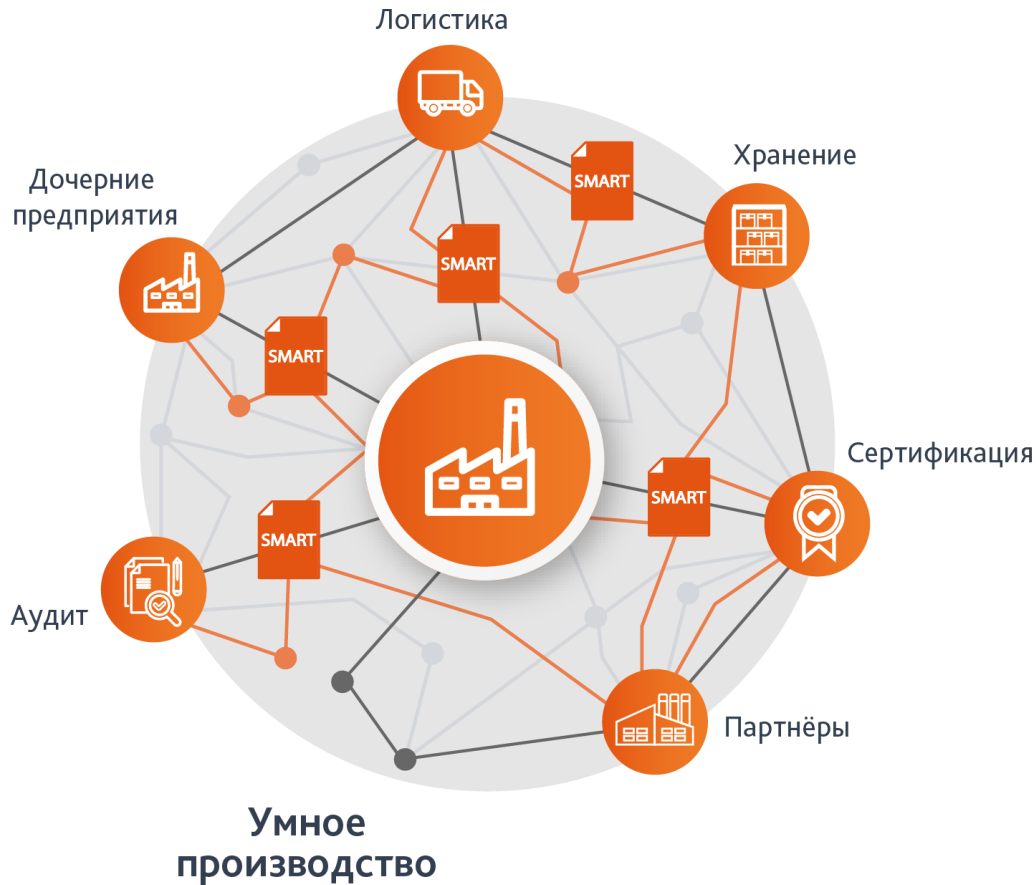 Логистика
Хранение
Дочерние
предприятия
SMART
SMART
SMART
Сертификация
SMART
SMART
Аудит
Партнёры
Умное
производство